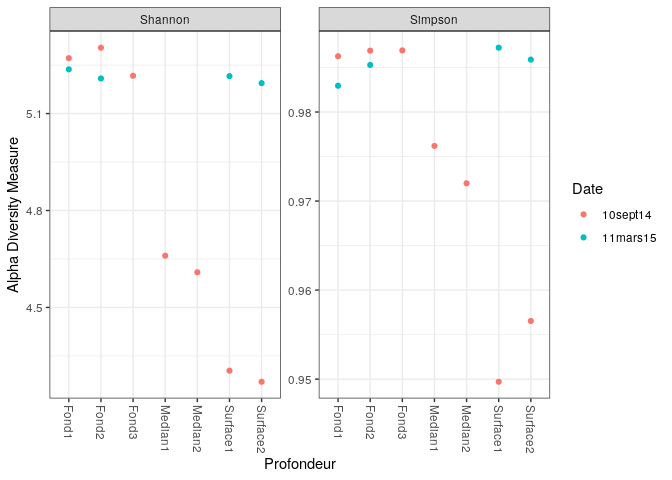 Shannon
Simpson
Alpha Diversity Measure
5.1
4.8
4.5
0.98
0.97
0.96
0.95
Fond1
Fond2
Fond3
Median1
Median2
Surface1
Surface2
Fond1
Fond2
Fond3
Median1
Median2
Surface1
Surface2
Profondeur
Date
10sept14
11mars15